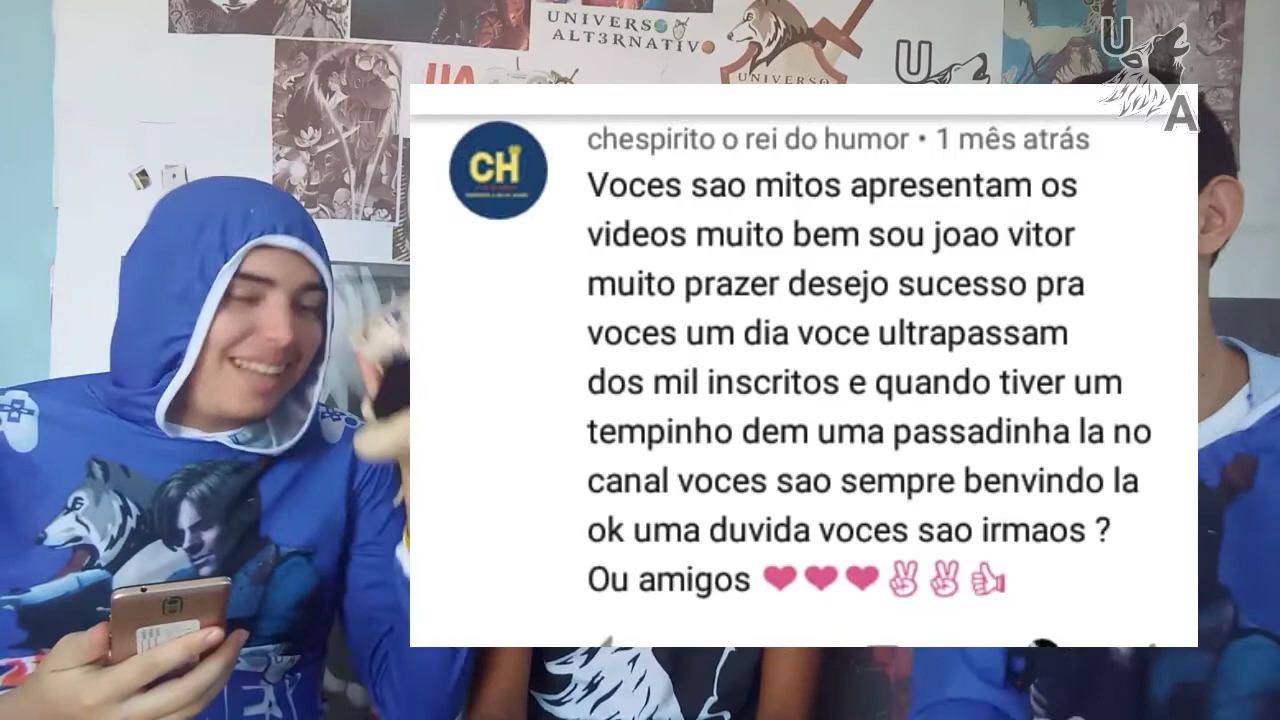 UNIVERSO
ALT3RNATIVO
UA
UNIVERSO
U
U
A
CH
chespirito o rei do humor • 1 mês atrás
Voces sao mitos apresentam os
videos muito bem sou joao vitor
muito prazer desejo sucesso pra
voces um dia voce ultrapassam
dos mil inscritos e quando tiver um
tempinho dem uma passadinha la no
canal voces sao sempre benvindo la
ok uma duvida voces sao irmaos ?
Ou amigos ❤❤❤✌✌👍